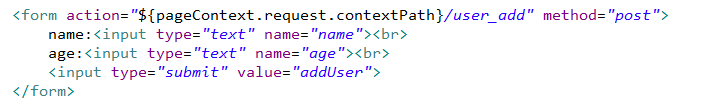 <form action="${pageContext.request.contextPath}/user_add" method="post">
name:<input type="text" name="name"><br>
age:<input type="text" name="age"><br>
<input type="submit" value="addUser">
</form>